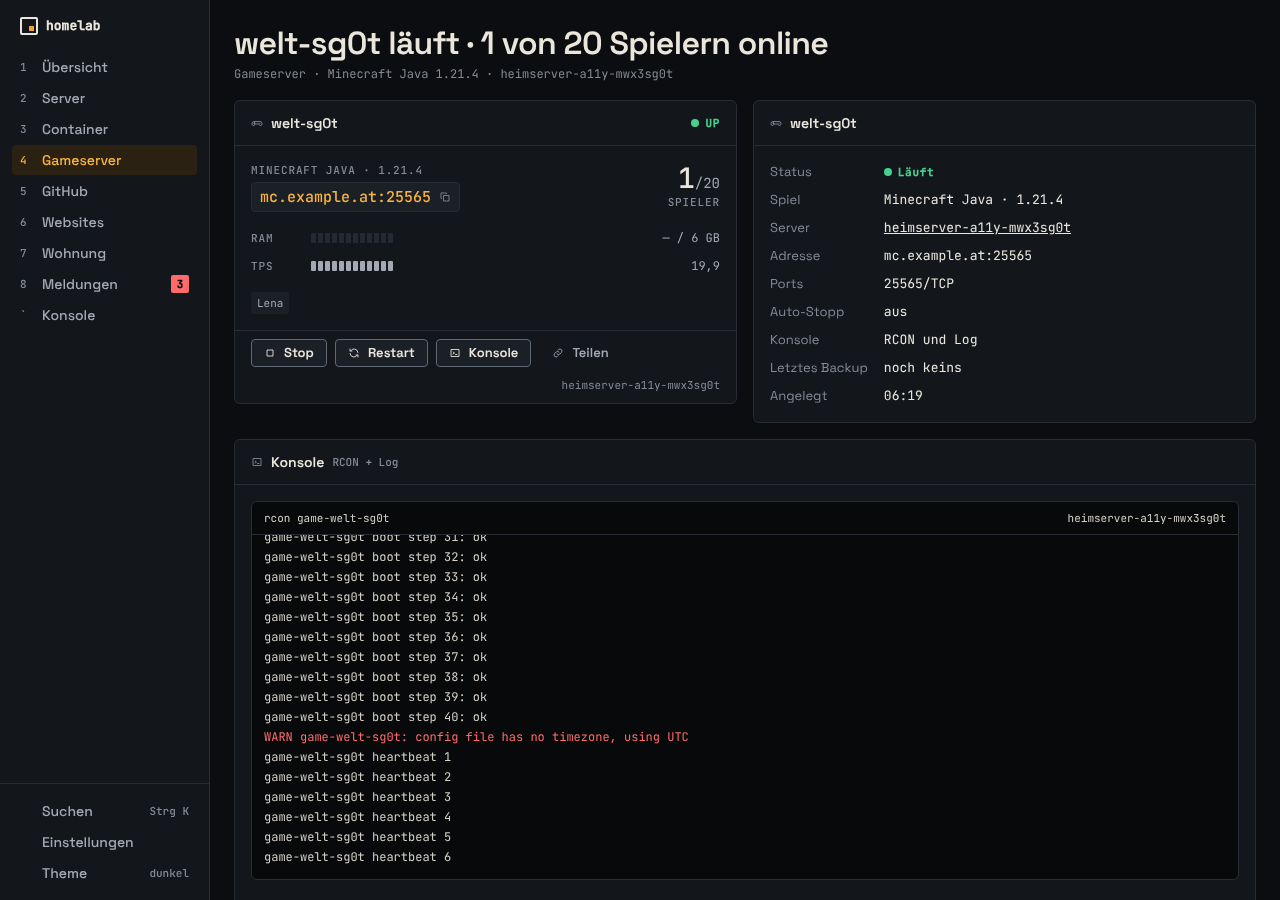 homelab
1 Übersicht
2 Server
3 Container
4 Gameserver
5 GitHub
6 Websites
7 Wohnung
8 Meldungen 3
` Konsole
Suchen Strg K
Einstellungen
Theme dunkel
welt-sg0t läuft · 1 von 20 Spielern online
Gameserver · Minecraft Java 1.21.4 · heimserver-a11y-mwx3sg0t
welt-sg0t UP
MINECRAFT JAVA · 1.21.4
mc.example.at:25565
1/20
SPIELER
RAM — / 6 GB
TPS 19,9
Lena
Stop Restart Konsole Teilen
heimserver-a11y-mwx3sg0t
welt-sg0t
Status Läuft
Spiel Minecraft Java · 1.21.4
Server heimserver-a11y-mwx3sg0t
Adresse mc.example.at:25565
Ports 25565/TCP
Auto-Stopp aus
Konsole RCON und Log
Letztes Backup noch keins
Angelegt 06:19
Konsole RCON + Log
rcon game-welt-sg0t heimserver-a11y-mwx3sg0t
game-welt-sg0t boot step 31: ok
game-welt-sg0t boot step 32: ok
game-welt-sg0t boot step 33: ok
game-welt-sg0t boot step 34: ok
game-welt-sg0t boot step 35: ok
game-welt-sg0t boot step 36: ok
game-welt-sg0t boot step 37: ok
game-welt-sg0t boot step 38: ok
game-welt-sg0t boot step 39: ok
game-welt-sg0t boot step 40: ok
WARN game-welt-sg0t: config file has no timezone, using UTC
game-welt-sg0t heartbeat 1
game-welt-sg0t heartbeat 2
game-welt-sg0t heartbeat 3
game-welt-sg0t heartbeat 4
game-welt-sg0t heartbeat 5
game-welt-sg0t heartbeat 6